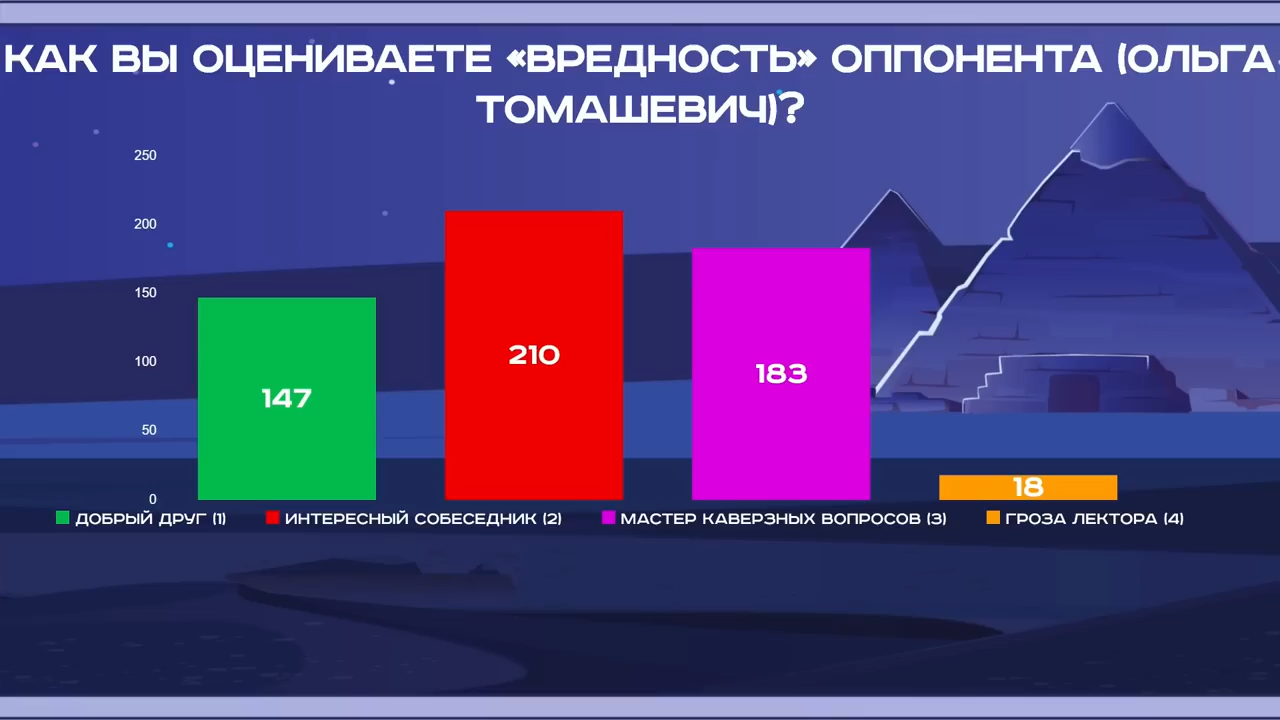 КАК ВЫ ОЦЕНИВАЕТЕ «ВРЕДНОСТЬ» ОППОНЕНТА (ОЛЬГА
ТОМАШЕВИЧ)?
250
200
150
100
50
0
147
210
183
18
ДОБРЫЙ ДРУГ (1)
ИНТЕРЕСНЫЙ СОБЕСЕДНИК (2)
МАСТЕР КАВЕРЗНЫХ ВОПРОСОВ (3)
ГРОЗА ЛЕКТОРА (4)